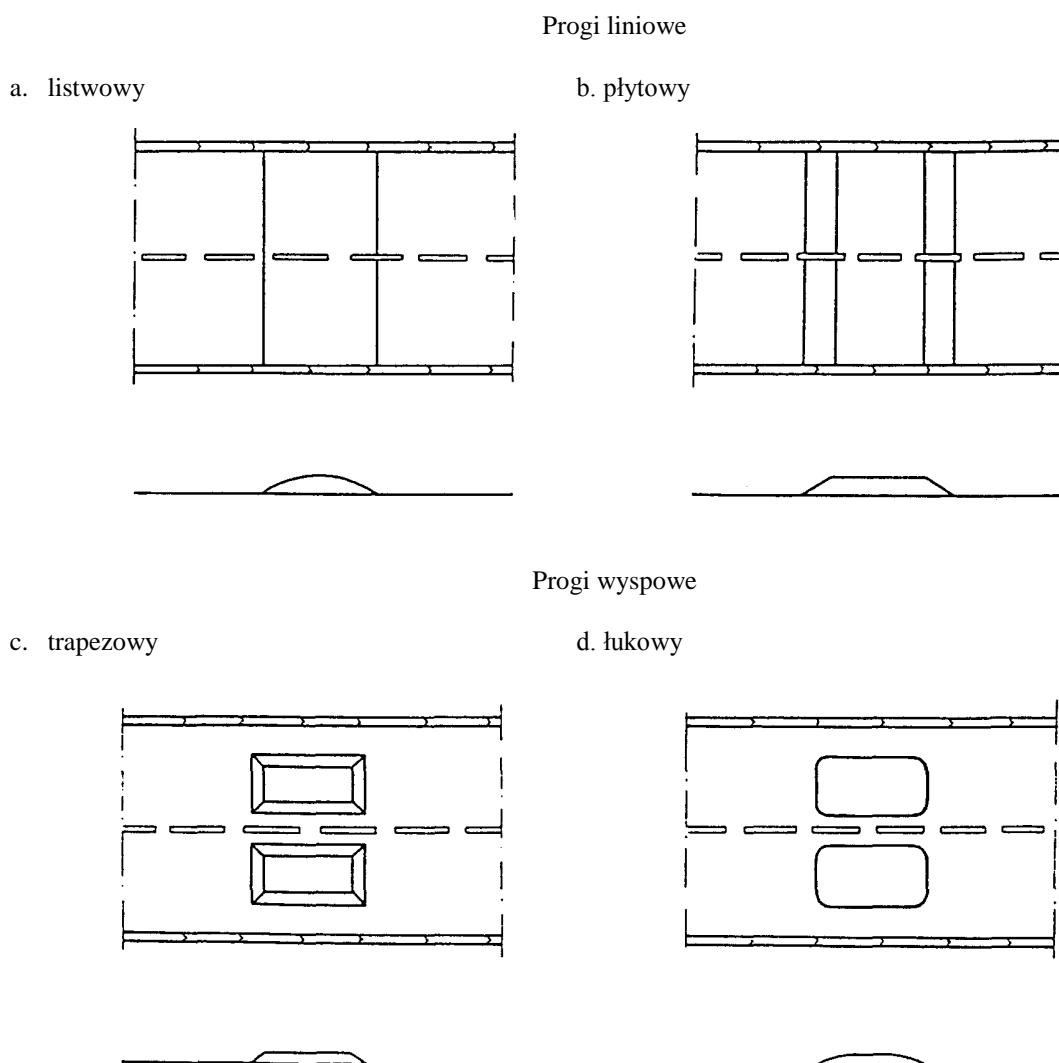 Progi liniowe
a. listwowy
b. płytowy
Progi wyspowe
c. trapezowy
d. łukowy